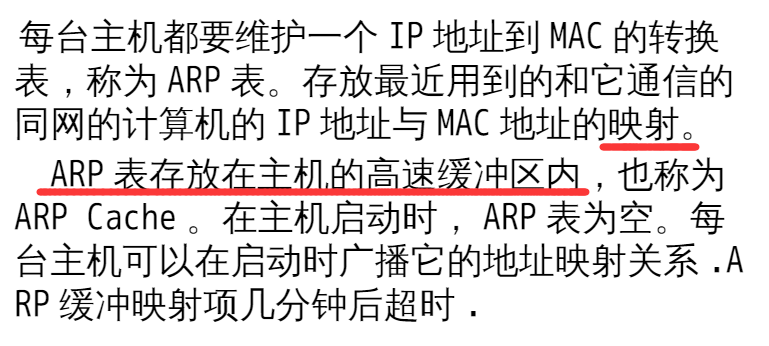 每台主机都要维护一个 IP 地址到 MAC 的转换
表，称为 ARP 表。存放最近用到的和它通信的
同网的计算机的 IP 地址与 MAC 地址的映射。
ARP 表存放在主机的高速缓冲区内，也称为
ARP Cache 。在主机启动时， ARP 表为空。每
台主机可以在启动时广播它的地址映射关系 .A
RP 缓冲映射项几分钟后超时 .